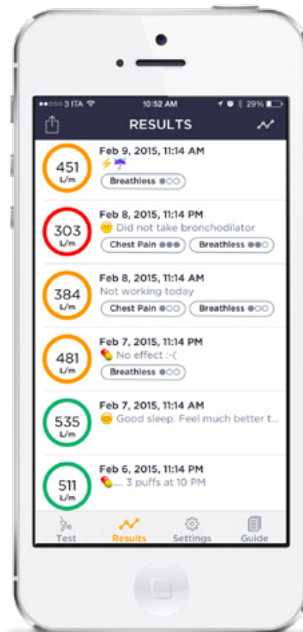 3 ITA 10:52 AM 29%
RESULTS
Feb 9, 2015, 11:14 AM
451
L/m
⚡☔
Breathless
Feb 8, 2015, 11:14 PM
303
L/m
Did not take bronchodilator
Chest Pain Breathless
Feb 8, 2015, 11:14 AM
384
L/m
Not working today
Chest Pain Breathless
Feb 7, 2015, 11:14 PM
481
L/m
💊 No effect :-(
Breathless
Feb 7, 2015, 11:14 AM
535
L/m
😊 Good sleep. Feel much better t...
Feb 6, 2015, 11:14 PM
511
L/m
💊.... 3 puffs at 10 PM
Test Results Settings Guide